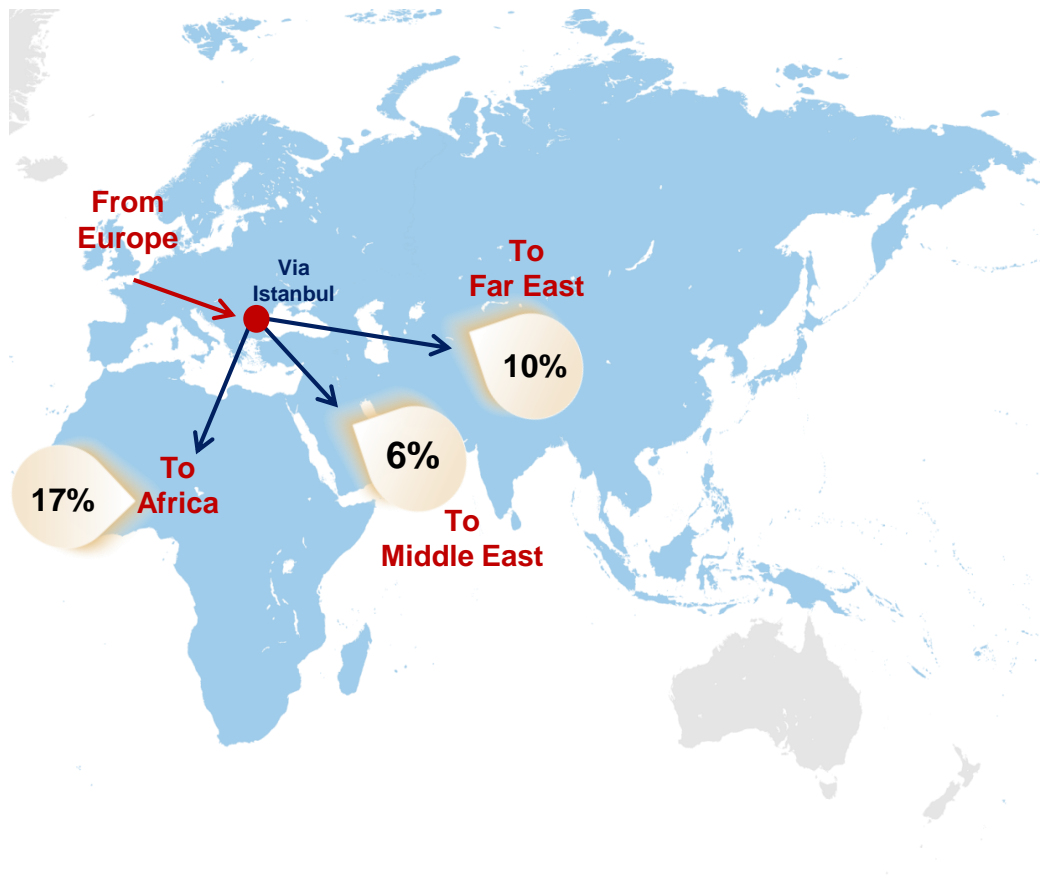 From
Europe
Via
Istanbul
To
Far East
10%
6%
17%
To
Africa
To
Middle East